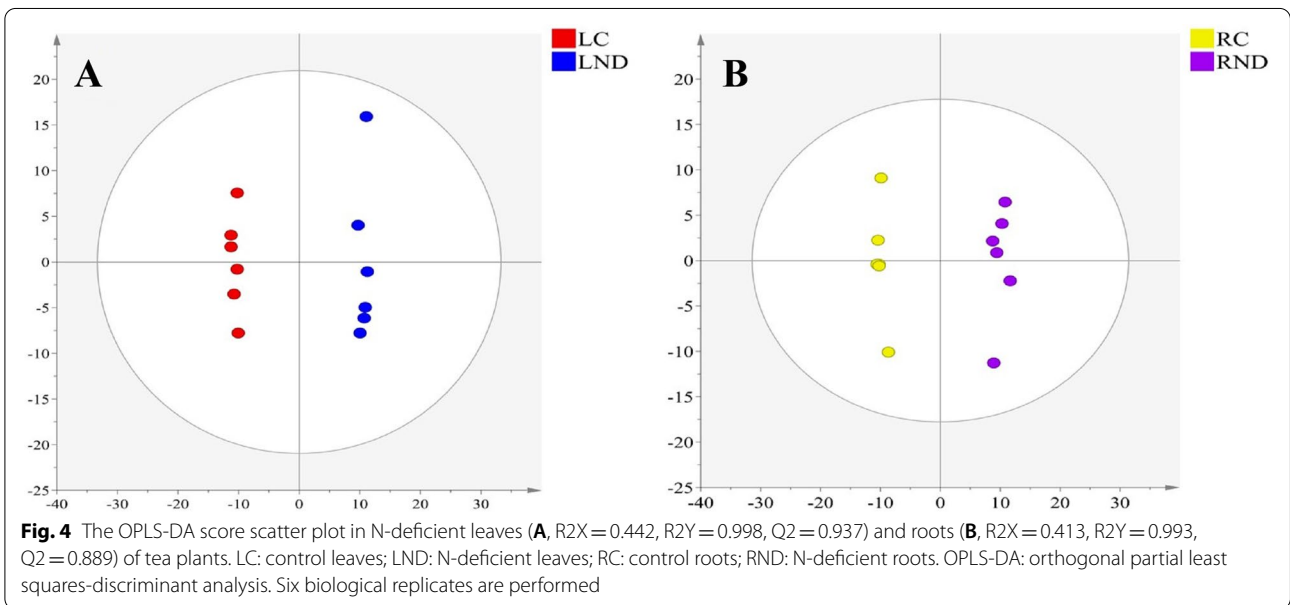 A
LC
LND
20
15
10
5
0
-5
-10
-15
-20
-25
-40 -30 -20 -10 0 10 20 30
B
RC
RND
20
15
10
5
0
-5
-10
-15
-20
-25
-40 -30 -20 -10 0 10 20 30
Fig. 4 The OPLS-DA score scatter plot in N-deficient leaves (A, R2X = 0.442, R2Y = 0.998, Q2 = 0.937) and roots (B, R2X = 0.413, R2Y = 0.993,
Q2 = 0.889) of tea plants. LC: control leaves; LND: N-deficient leaves; RC: control roots; RND: N-deficient roots. OPLS-DA: orthogonal partial least
squares-discriminant analysis. Six biological replicates are performed